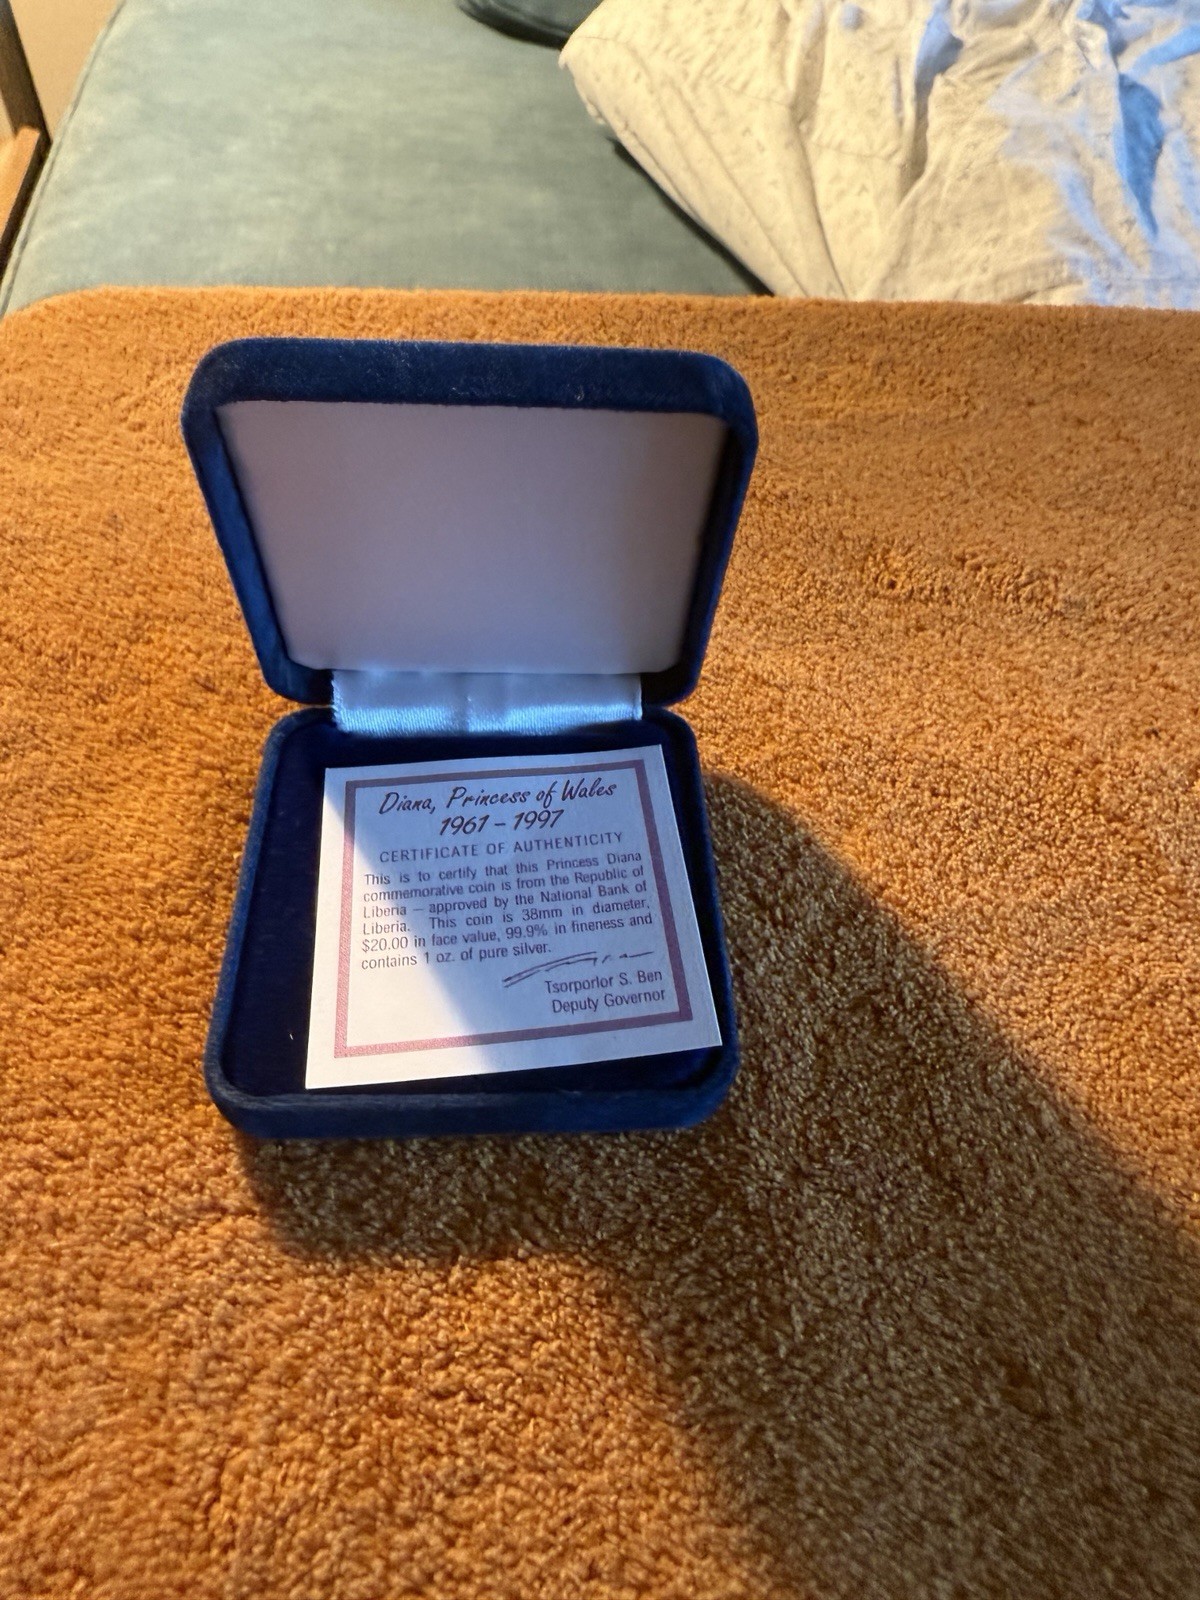 Diana, Princess of Wales
1961 – 1997
CERTIFICATE OF AUTHENTICITY
This is to certify that this Princess Diana
commemorative coin is from the Republic of
Liberia – approved by the National Bank of
Liberia. This coin is 38mm in diameter,
$20.00 in face value, 99.9% in fineness and
contains 1 oz. of pure silver.
Tsorporlor S. Ben
Deputy Governor